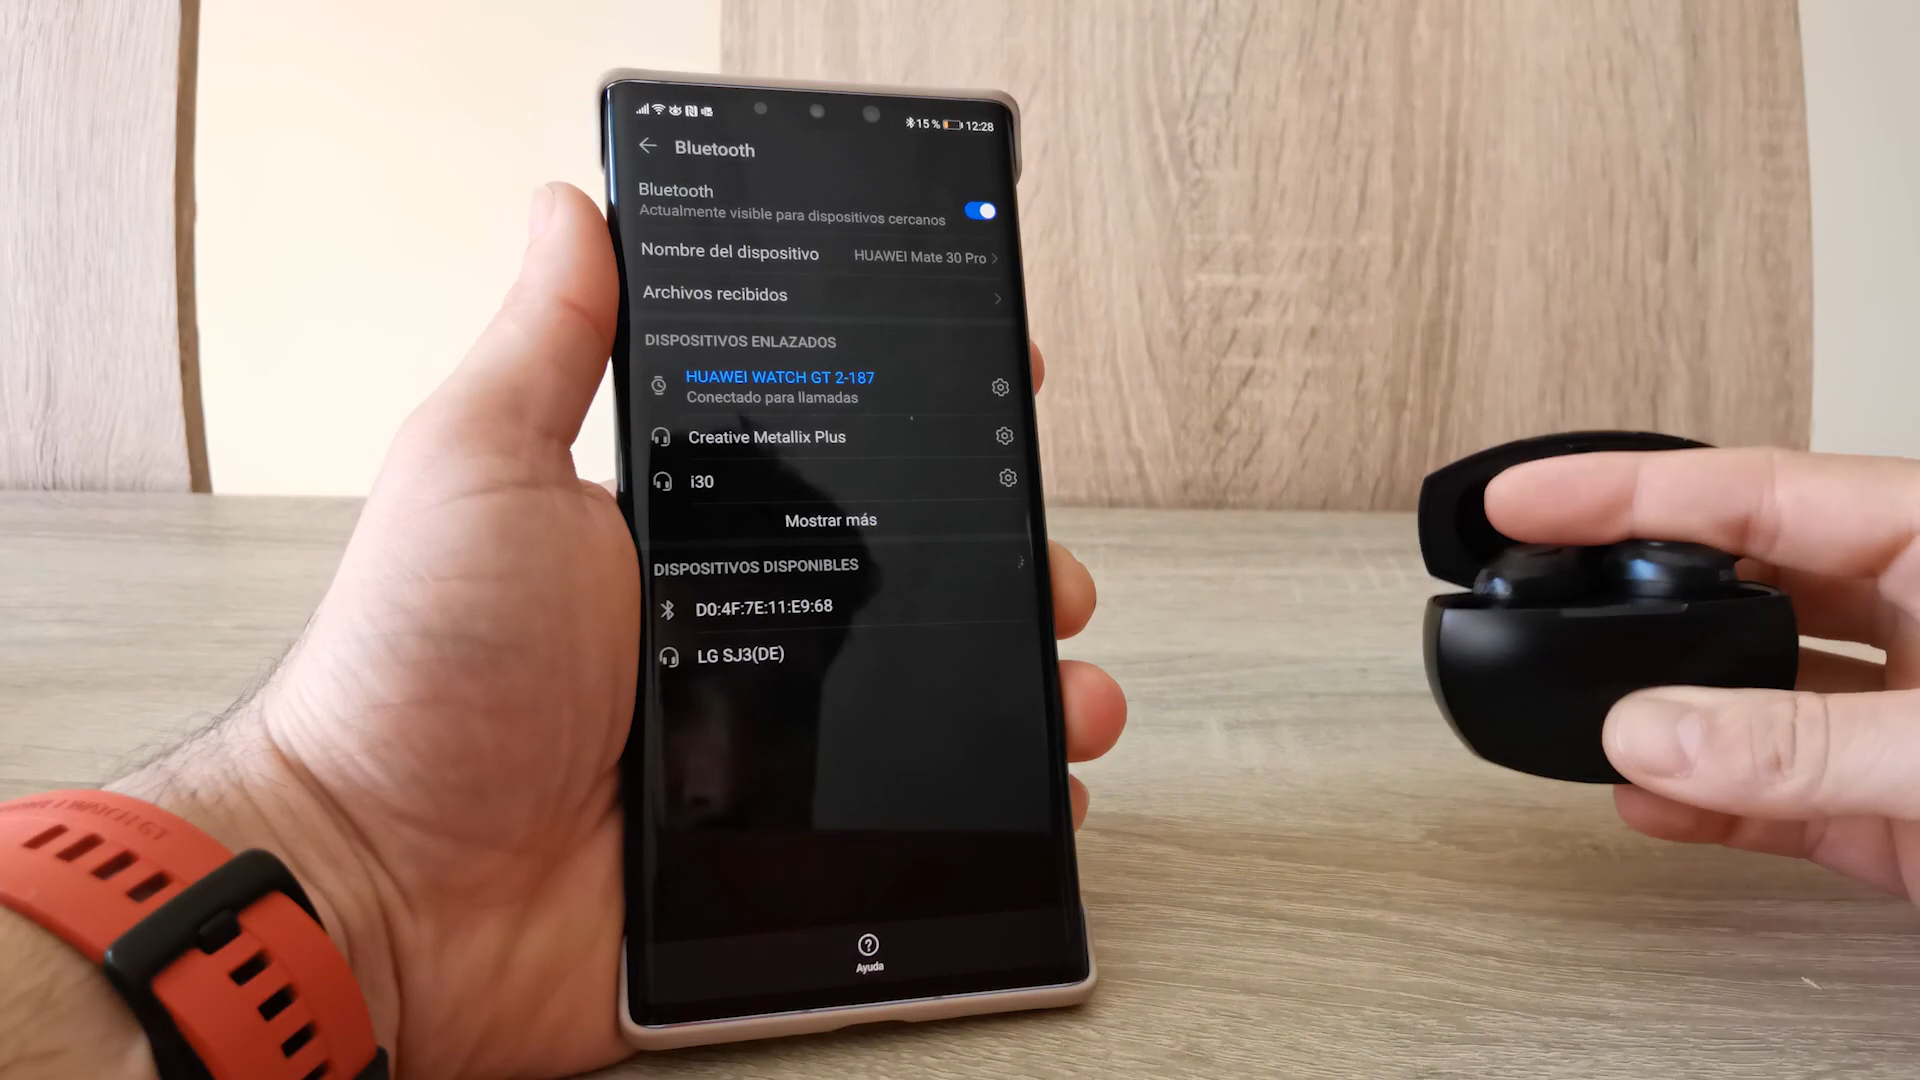 15 % 12:28
Bluetooth
Bluetooth
Actualmente visible para dispositivos cercanos
Nombre del dispositivo HUAWEI Mate 30 Pro
Archivos recibidos
DISPOSITIVOS ENLAZADOS
HUAWEI WATCH GT 2-187
Conectado para llamadas
Creative Metallix Plus
i30
Mostrar más
DISPOSITIVOS DISPONIBLES
D0:4F:7E:11:E9:68
LG SJ3(DE)
Ayuda
WATCH GT